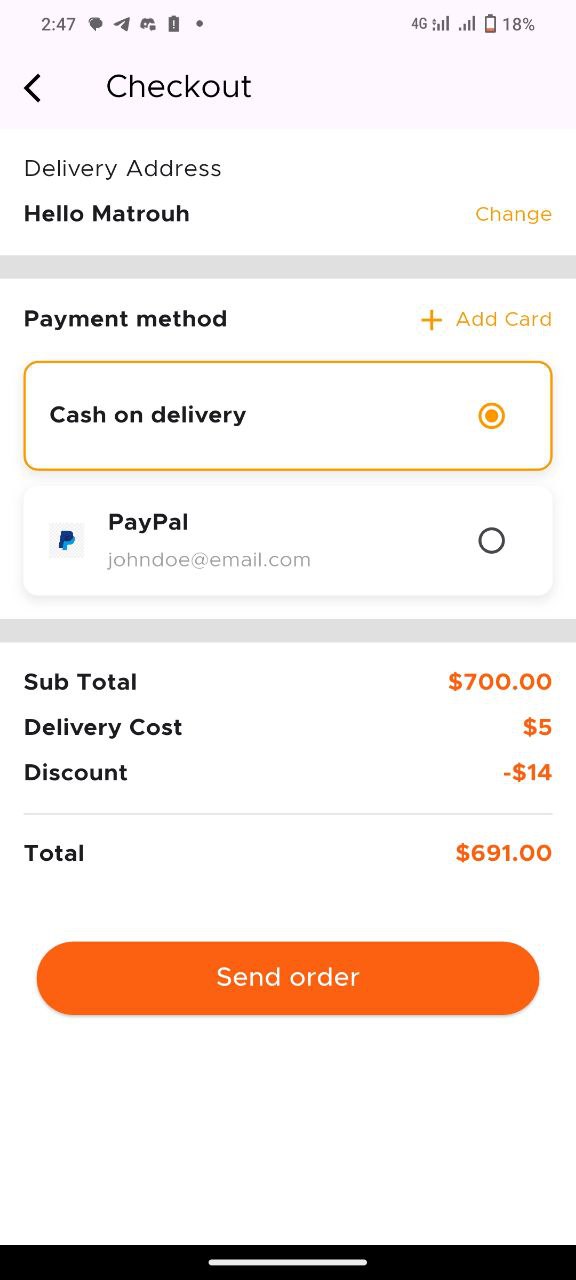 2:47 4G 18%
Checkout
Delivery Address
Hello Matrouh Change
Payment method + Add Card
Cash on delivery
PayPal
johndoe@email.com
Sub Total $700.00
Delivery Cost $5
Discount -$14
Total $691.00
Send order